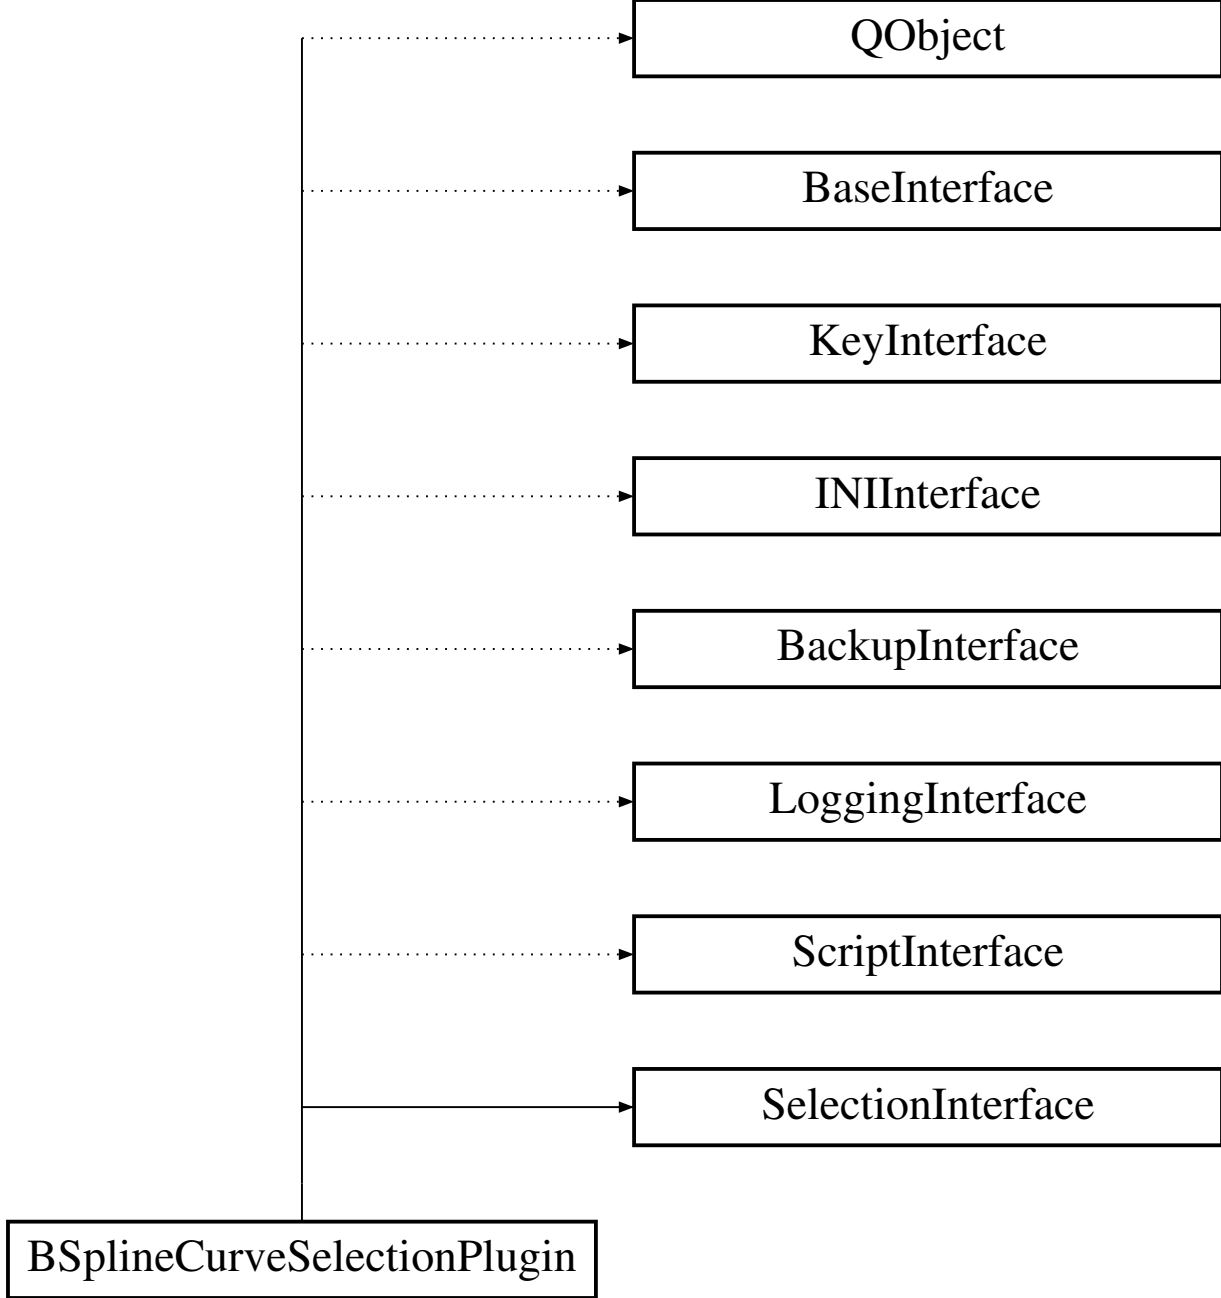 QObject
BaseInterface
KeyInterface
INIInterface
BackupInterface
LoggingInterface
ScriptInterface
SelectionInterface
BSplineCurveSelectionPlugin